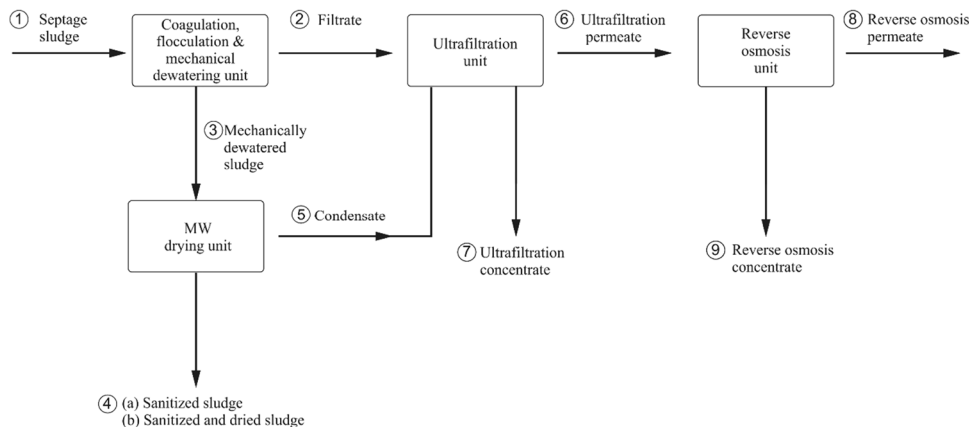 ① Septage
sludge
Coagulation,
flocculation &
mechanical
dewatering unit
② Filtrate
Ultrafiltration
unit
⑥ Ultrafiltration
permeate
Reverse
osmosis
unit
⑧ Reverse osmosis
permeate
③ Mechanically
dewatered
sludge
MW
drying unit
⑤ Condensate
⑦ Ultrafiltration
concentrate
⑨ Reverse osmosis
concentrate
④ (a) Sanitized sludge
(b) Sanitized and dried sludge